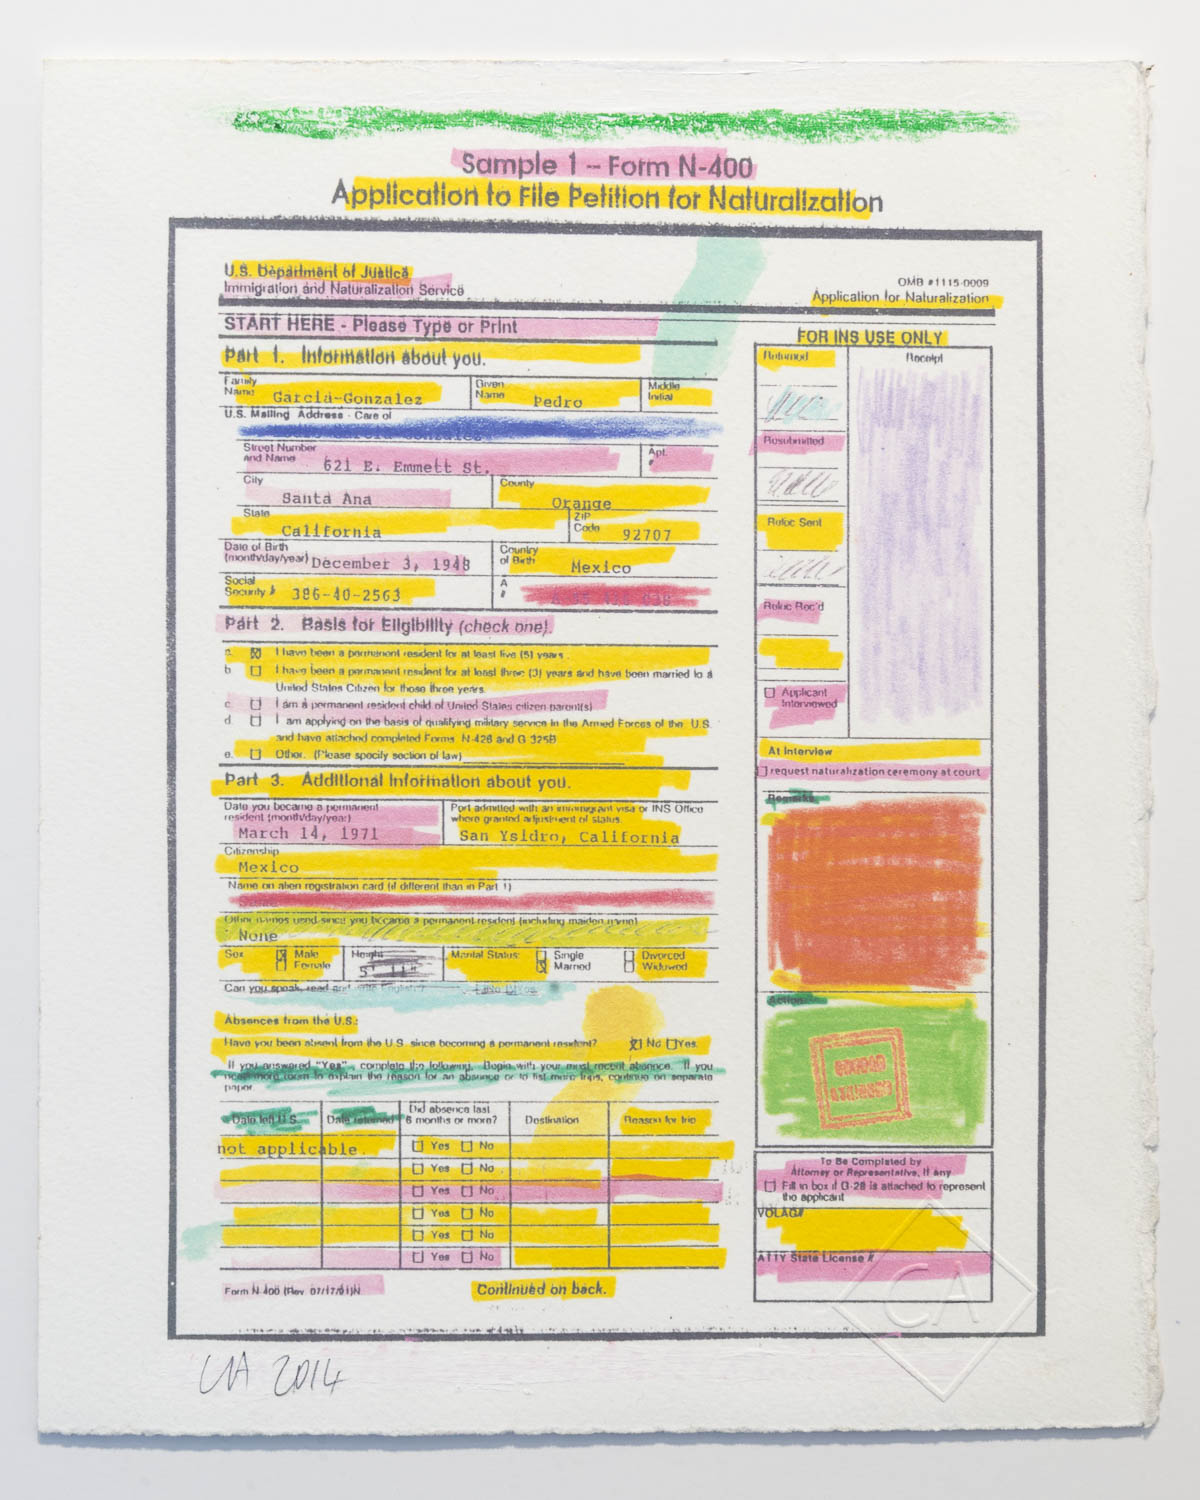 Sample 1 -- Form N-400
Application to File Petition for Naturalization
U.S. Department of Justice
Immigration and Naturalization Service
OMB #1115-0009
Application for Naturalization
START HERE - Please Type or Print
Part 1. Information about you.
Family Name Garcia-Gonzalez
Given Name Pedro
Middle Initial
U.S. Mailing Address - Care of
Street Number and Name 621 E. Emmett St.
Apt. #
City Santa Ana
County Orange
State California
ZIP Code 92707
Date of Birth (month/day/year) December 3, 1948
Country of Birth Mexico
Social Security # 386-40-2563
A #
Part 2. Basis for Eligibility (check one).
a. I have been a permanent resident for at least five (5) years.
b I have been a permanent resident for at least three (3) years and have been married to a
United States Citizen for those three years.
c. I am a permanent resident child of United States citizen parent(s)
d. I am applying on the basis of qualifying military service in the Armed Forces of the U.S.
and have attached completed Forms N-426 and G-325B
e. Other. (Please specify section of law)
Part 3. Additional Information about you.
Date you became a permanent
resident (month/day/year)
March 14, 1971
Port admitted with an immigrant visa or INS Office
where granted adjustment of status.
San Ysidro, California
Citizenship
Mexico
Name on alien registration card (if different than in Part 1)
Other names used since you became a permanent resident (including maiden name)
None
Sex Male
Female
Height 5' 11"
Marital Status: Single
Married
Divorced
Widowed
Can you speak, read and write English? No Yes
Absences from the U.S.:
Have you been absent from the U.S. since becoming a permanent resident? No Yes.
If you answered "Yes", complete the following. Begin with your most recent absence. If you
need more room to explain the reason for an absence or to list more trips, continue on separate
paper.
Date left U.S.
Date returned
Did absence last
6 months or more?
Destination
Reason for trip
not applicable.
Yes No
Yes No
Yes No
Yes No
Yes No
Yes No
Form N-400 (Rev. 07/17/91)N
Continued on back.
FOR INS USE ONLY
Returned
Receipt
Resubmitted
Reloc Sent
Reloc Rec'd
Applicant
Interviewed
At Interview
request naturalization ceremony at court
Remarks
Action
To Be Completed by
Attorney or Representative, if any
Fill in box if G-28 is attached to represent
the applicant
VOLAG#
ATTY State License #
CA
2014